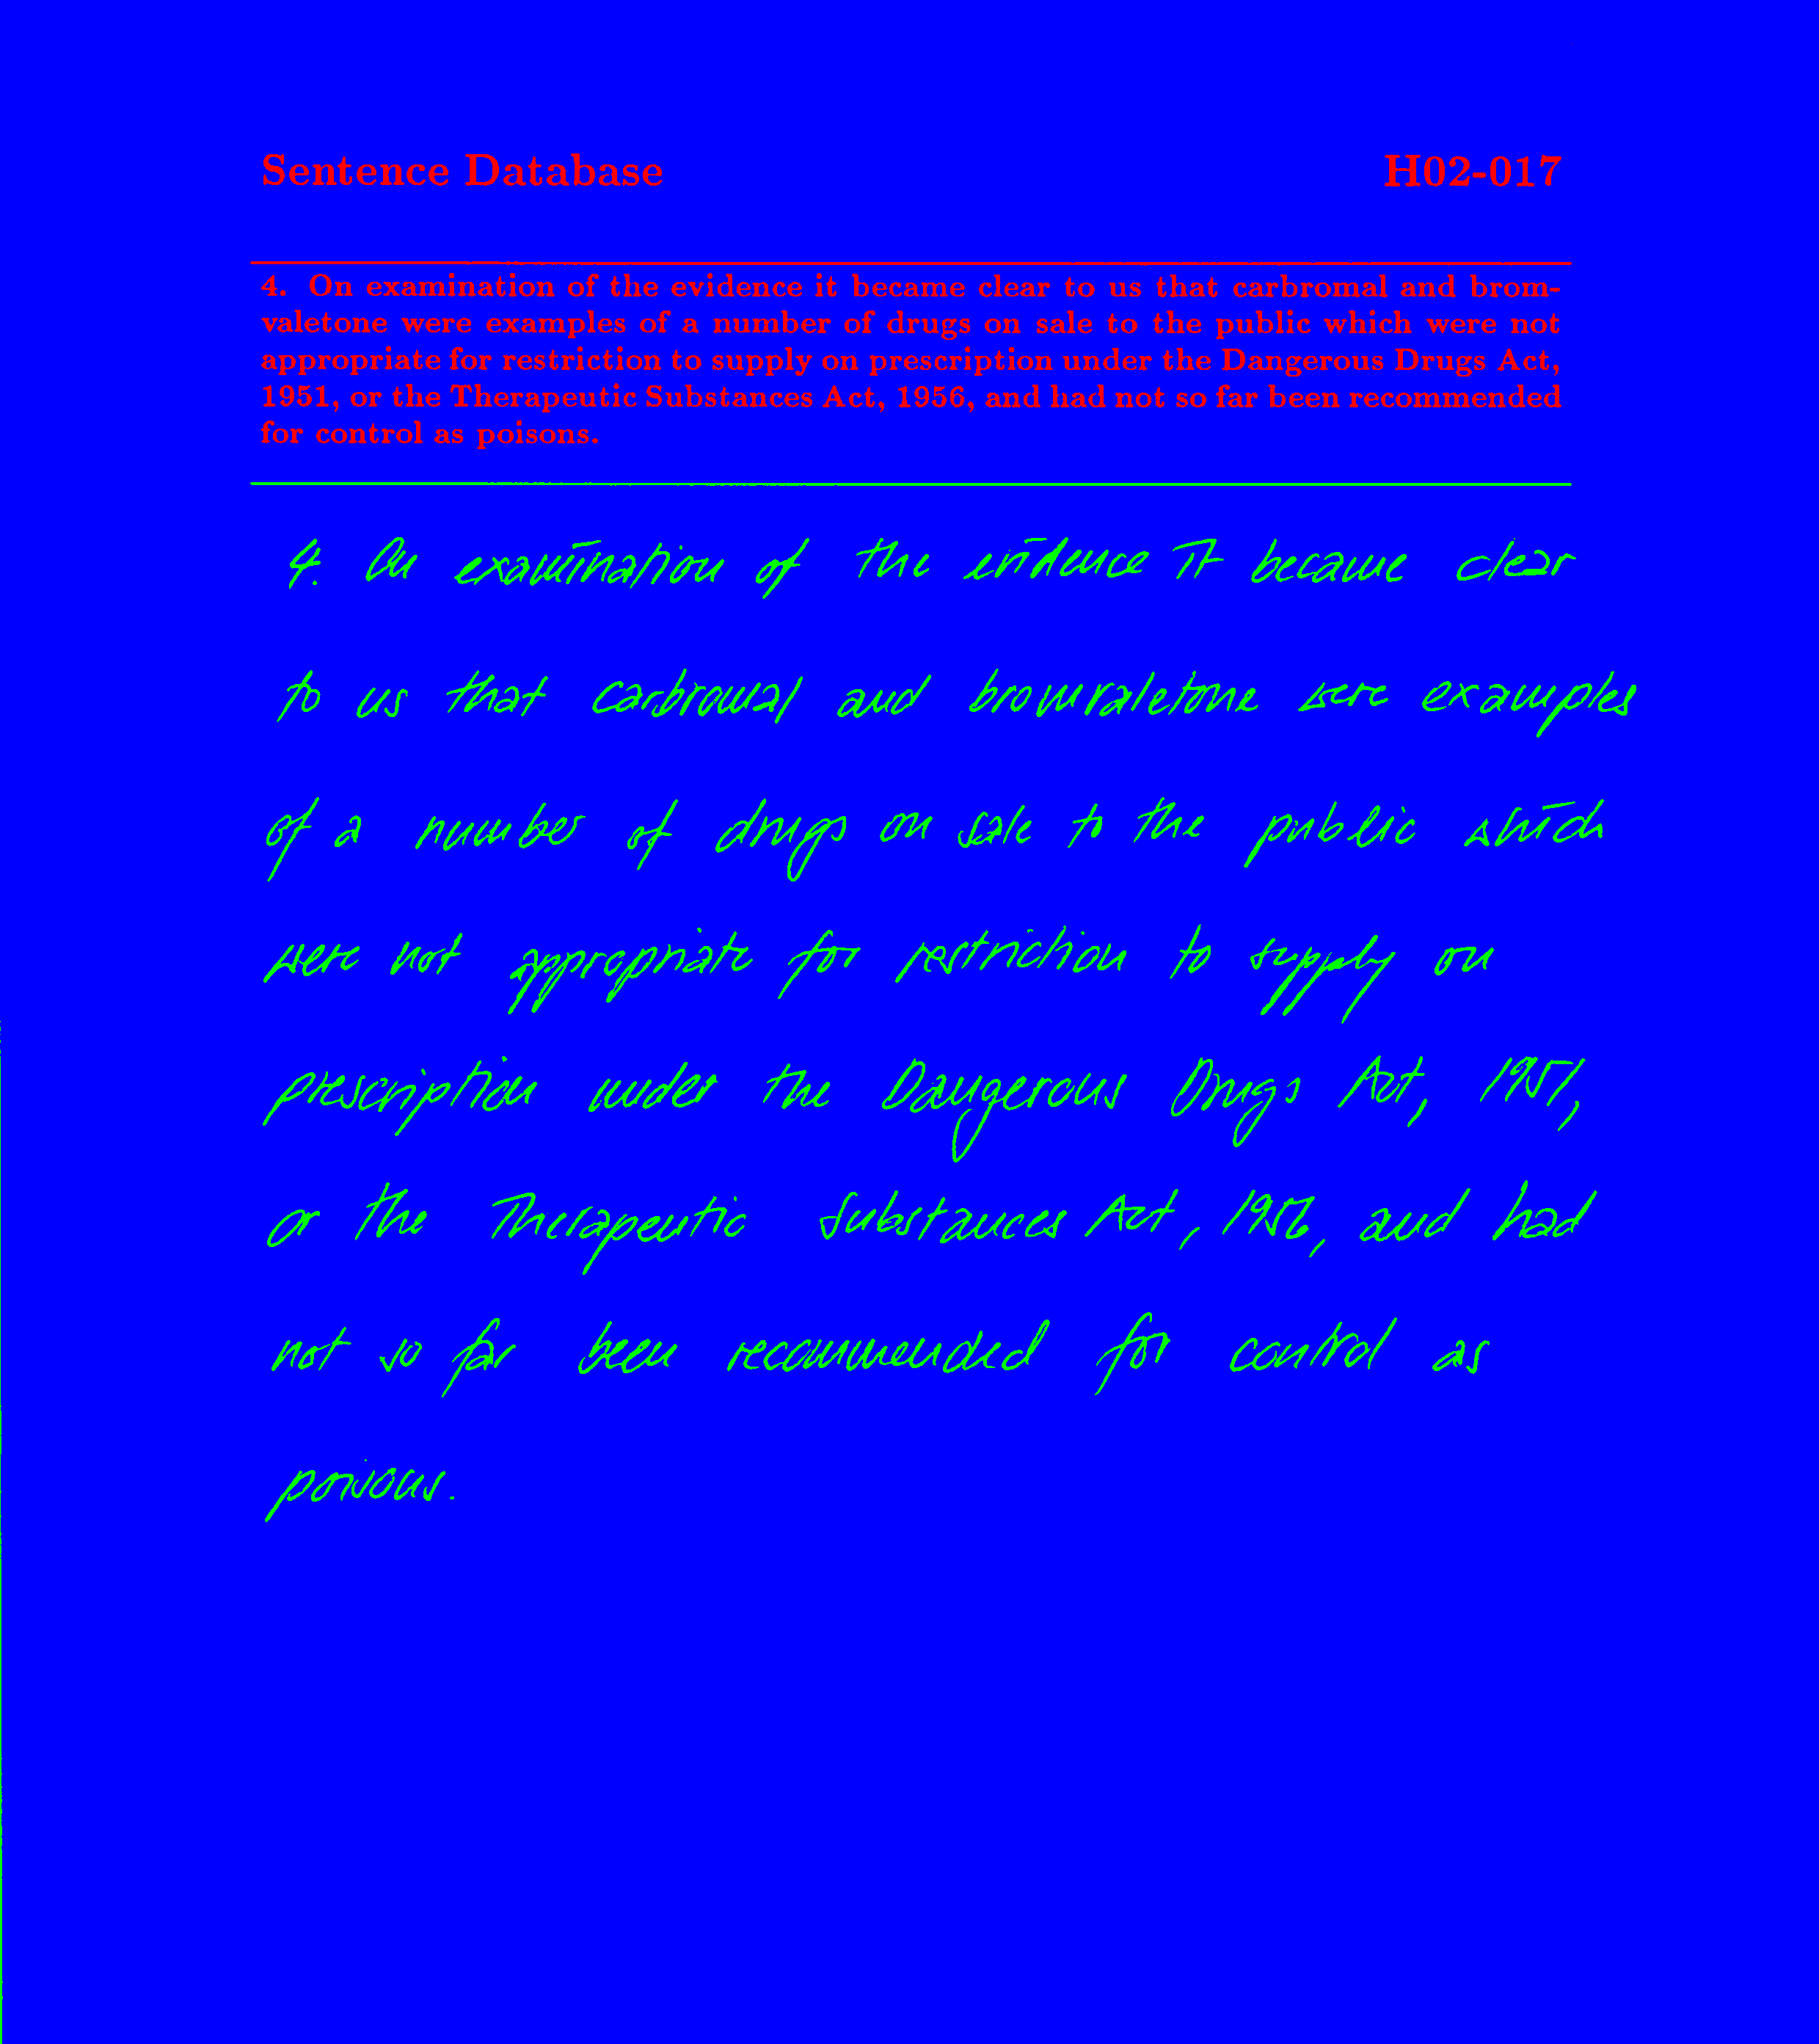 Sentence Database H02-017
4. On examination of the evidence it became clear to us that carbromal and brom-
valetone were examples of a number of drugs on sale to the public which were not
appropriate for restriction to supply on prescription under the Dangerous Drugs Act,
1951, or the Therapeutic Substances Act, 1956, and had not so far been recommended
for control as poisons.
4. On examination of the evidence it became clear
to us that carbromal and bromvaletone were examples
of a number of drugs on sale to the public which
were not appropriate for restriction to supply on
prescription under the Dangerous Drugs Act, 1951,
or the Therapeutic Substances Act, 1956, and had
not so far been recommended for control as
poisons.